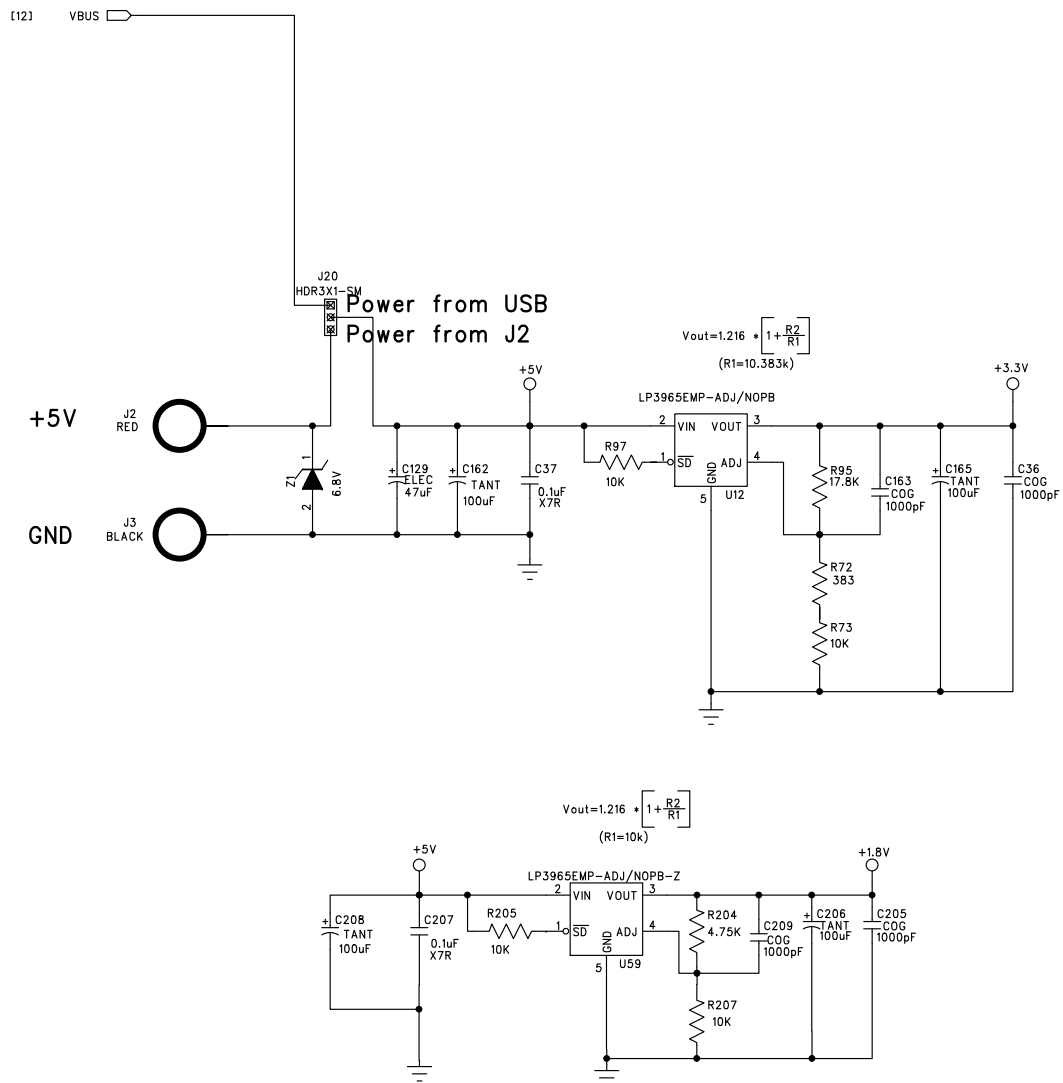 [12] VBUS
J20
HDR3X1-SM
Power from USB
Power from J2
Vout=1.216 * [1+R2/R1]
(R1=10.383k)
+5V
+3.3V
LP3965EMP-ADJ/NOPB
+5V
J2
RED
2 VIN VOUT 3
R97
10K
1 SD ADJ 4
GND
5
U12
Z1
1
2
6.8V
C129
ELEC
47uF
C162
TANT
100uF
C37
0.1uF
X7R
R95
17.8K
C163
COG
1000pF
C165
TANT
100uF
C36
COG
1000pF
GND
J3
BLACK
R72
383
R73
10K
Vout=1.216 * [1+R2/R1]
(R1=10k)
+5V
+1.8V
LP3965EMP-ADJ/NOPB-Z
2 VIN VOUT 3
C208
TANT
100uF
C207
0.1uF
X7R
R205
10K
1 SD ADJ 4
GND
5
U59
R204
4.75K
C209
COG
1000pF
C206
TANT
100uF
C205
COG
1000pF
R207
10K